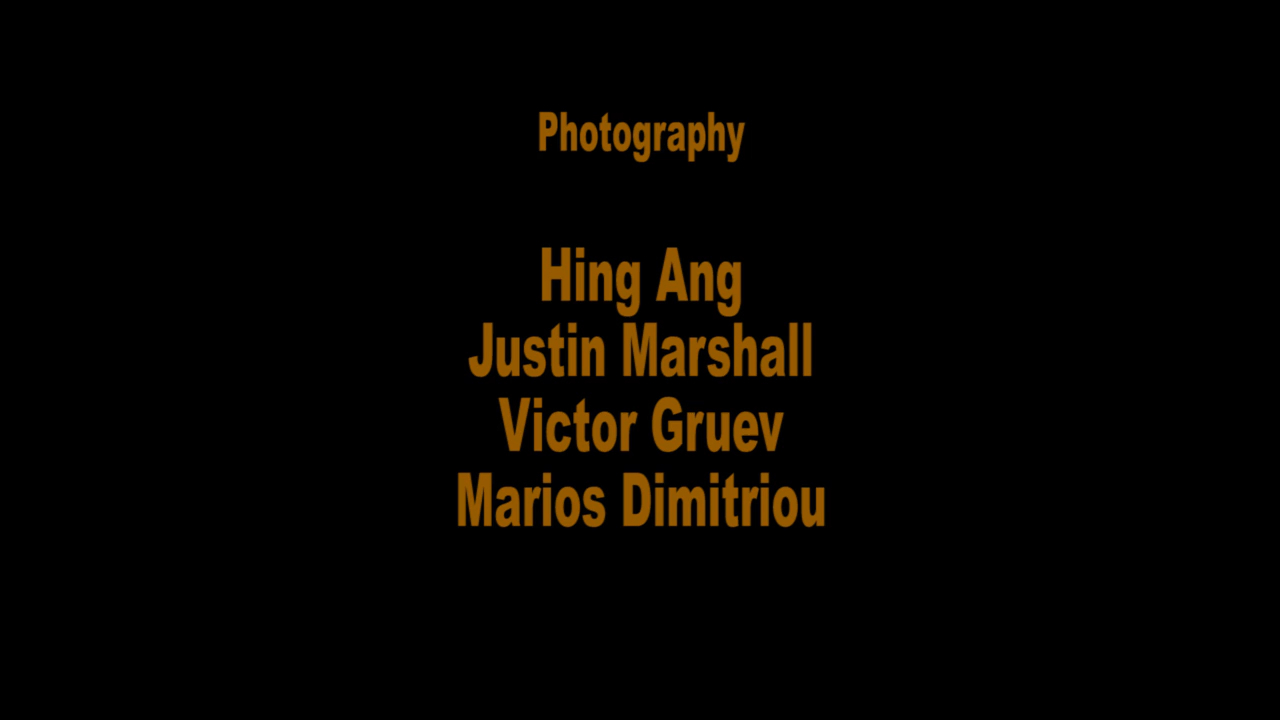 Photography
Hing Ang
Justin Marshall
Victor Gruev
Marios Dimitriou